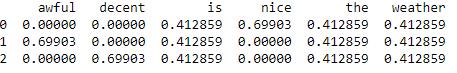 awful decent is nice the weather
0 0.00000 0.00000 0.412859 0.69903 0.412859 0.412859
1 0.69903 0.00000 0.412859 0.00000 0.412859 0.412859
2 0.00000 0.69903 0.412859 0.00000 0.412859 0.412859